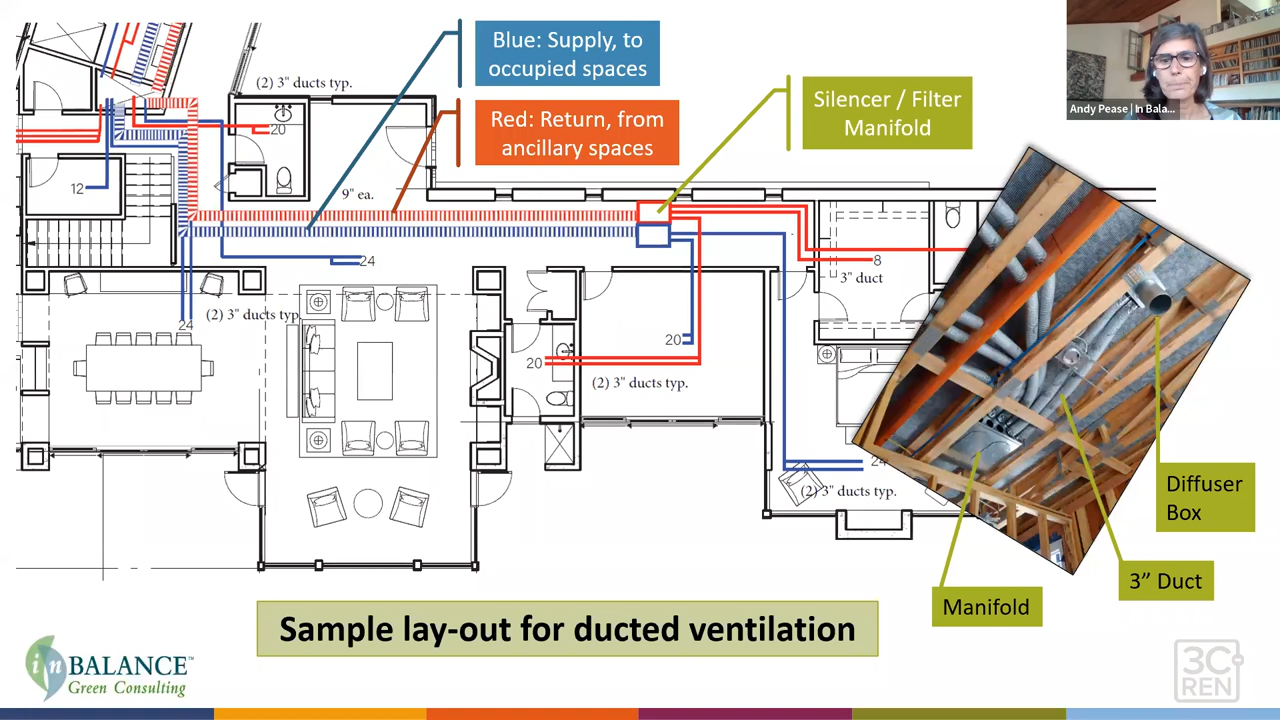 Blue: Supply, to
occupied spaces
Red: Return, from
ancillary spaces
Silencer / Filter
Manifold
Andy Pease | In Bala...
(2) 3" ducts typ.
20
12
9" ea.
24
8
3" duct
(2) 3" ducts typ.
24
20
20
(2) 3" ducts typ.
24
(2) 3" ducts typ.
Diffuser
Box
3” Duct
Manifold
Sample lay-out for ducted ventilation
in BALANCE™
Green Consulting
3C
REN